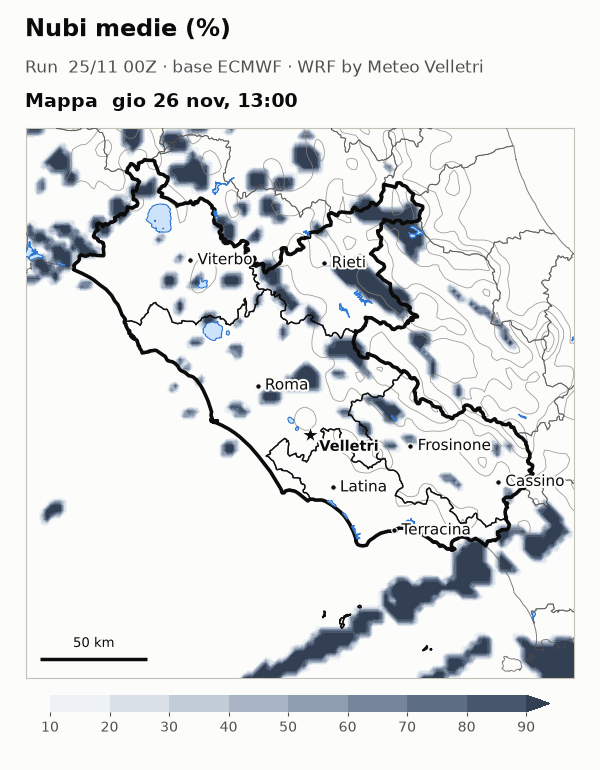 Nubi medie (%)
Run  25/11 00Z · base ECMWF · WRF by Meteo Velletri
Mappa  gio 26 nov, 13:00
Viterbo
Rieti
Roma
Velletri
Frosinone
Latina
Cassino
Terracina
50 km
10 20 30 40 50 60 70 80 90